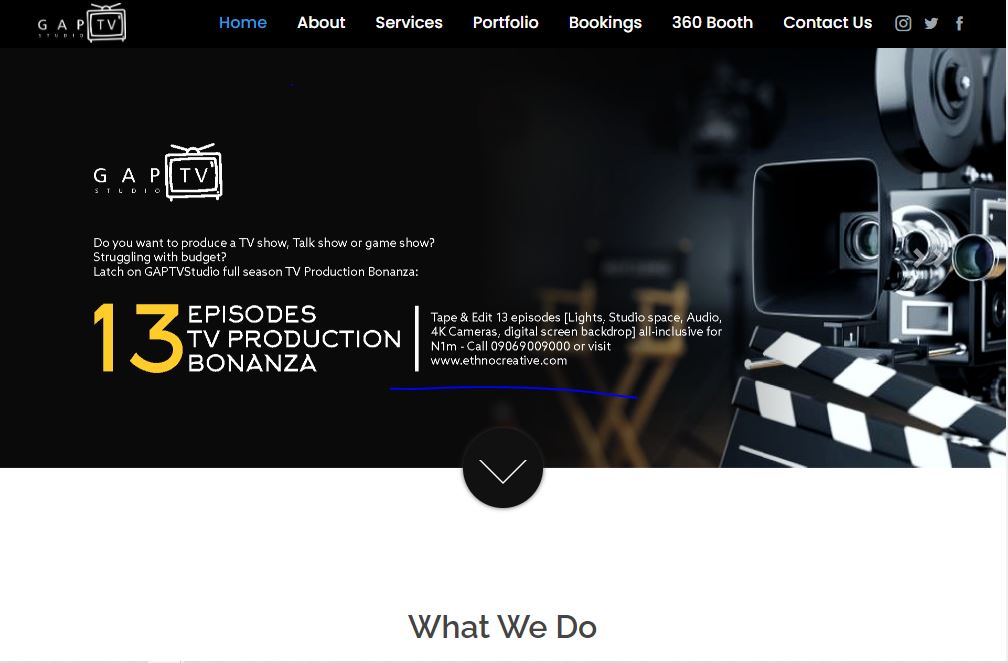 GAP TV
STUDIO
Home About Services Portfolio Bookings 360 Booth Contact Us
GAP TV
STUDIO
Do you want to produce a TV show, Talk show or game show?
Struggling with budget?
Latch on GAPTVStudio full season TV Production Bonanza:
13 EPISODES
TV PRODUCTION
BONANZA
Tape & Edit 13 episodes [Lights. Studio space, Audio,
4K Cameras, digital screen backdrop] all-inclusive for
N1m - Call 09069009000 or visit
www.ethnocreative.com
What We Do